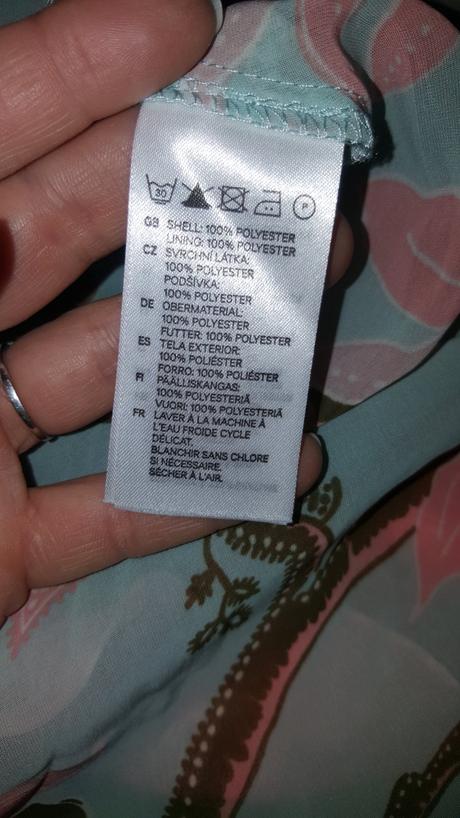 30 P
GB SHELL: 100% POLYESTER
LINING: 100% POLYESTER
CZ SVRCHNÍ LÁTKA:
100% POLYESTER
PODŠÍVKA:
100% POLYESTER
DE OBERMATERIAL:
100% POLYESTER
FUTTER: 100% POLYESTER
ES TELA EXTERIOR:
100% POLIÉSTER
FORRO: 100% POLIÉSTER
FI PÄÄLLISKANGAS:
100% POLYESTERIÄ
VUORI: 100% POLYESTERIÄ
FR LAVER À LA MACHINE À
L'EAU FROIDE CYCLE
DÉLICAT.
BLANCHIR SANS CHLORE
SI NÉCESSAIRE.
SÉCHER À L'AIR.